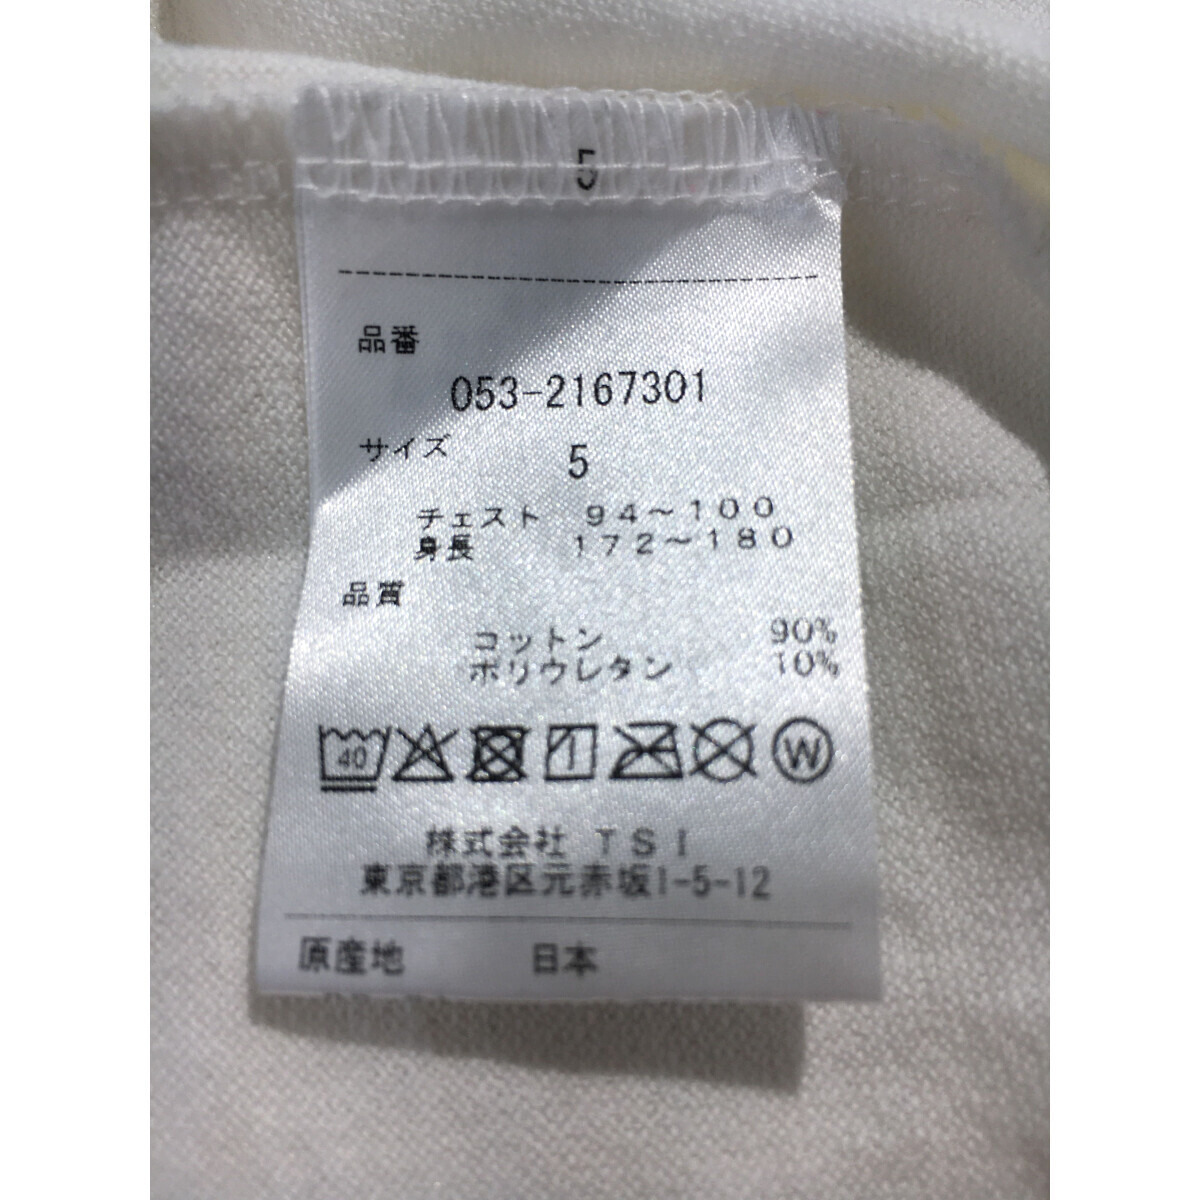 5
品番
053-2167301
サイズ 5
チェスト 94~100
身長 172~180
品質
コットン 90%
ポリウレタン 10%
40 W
株式会社 TSI
東京都港区元赤坂1-5-12
原産地 日本